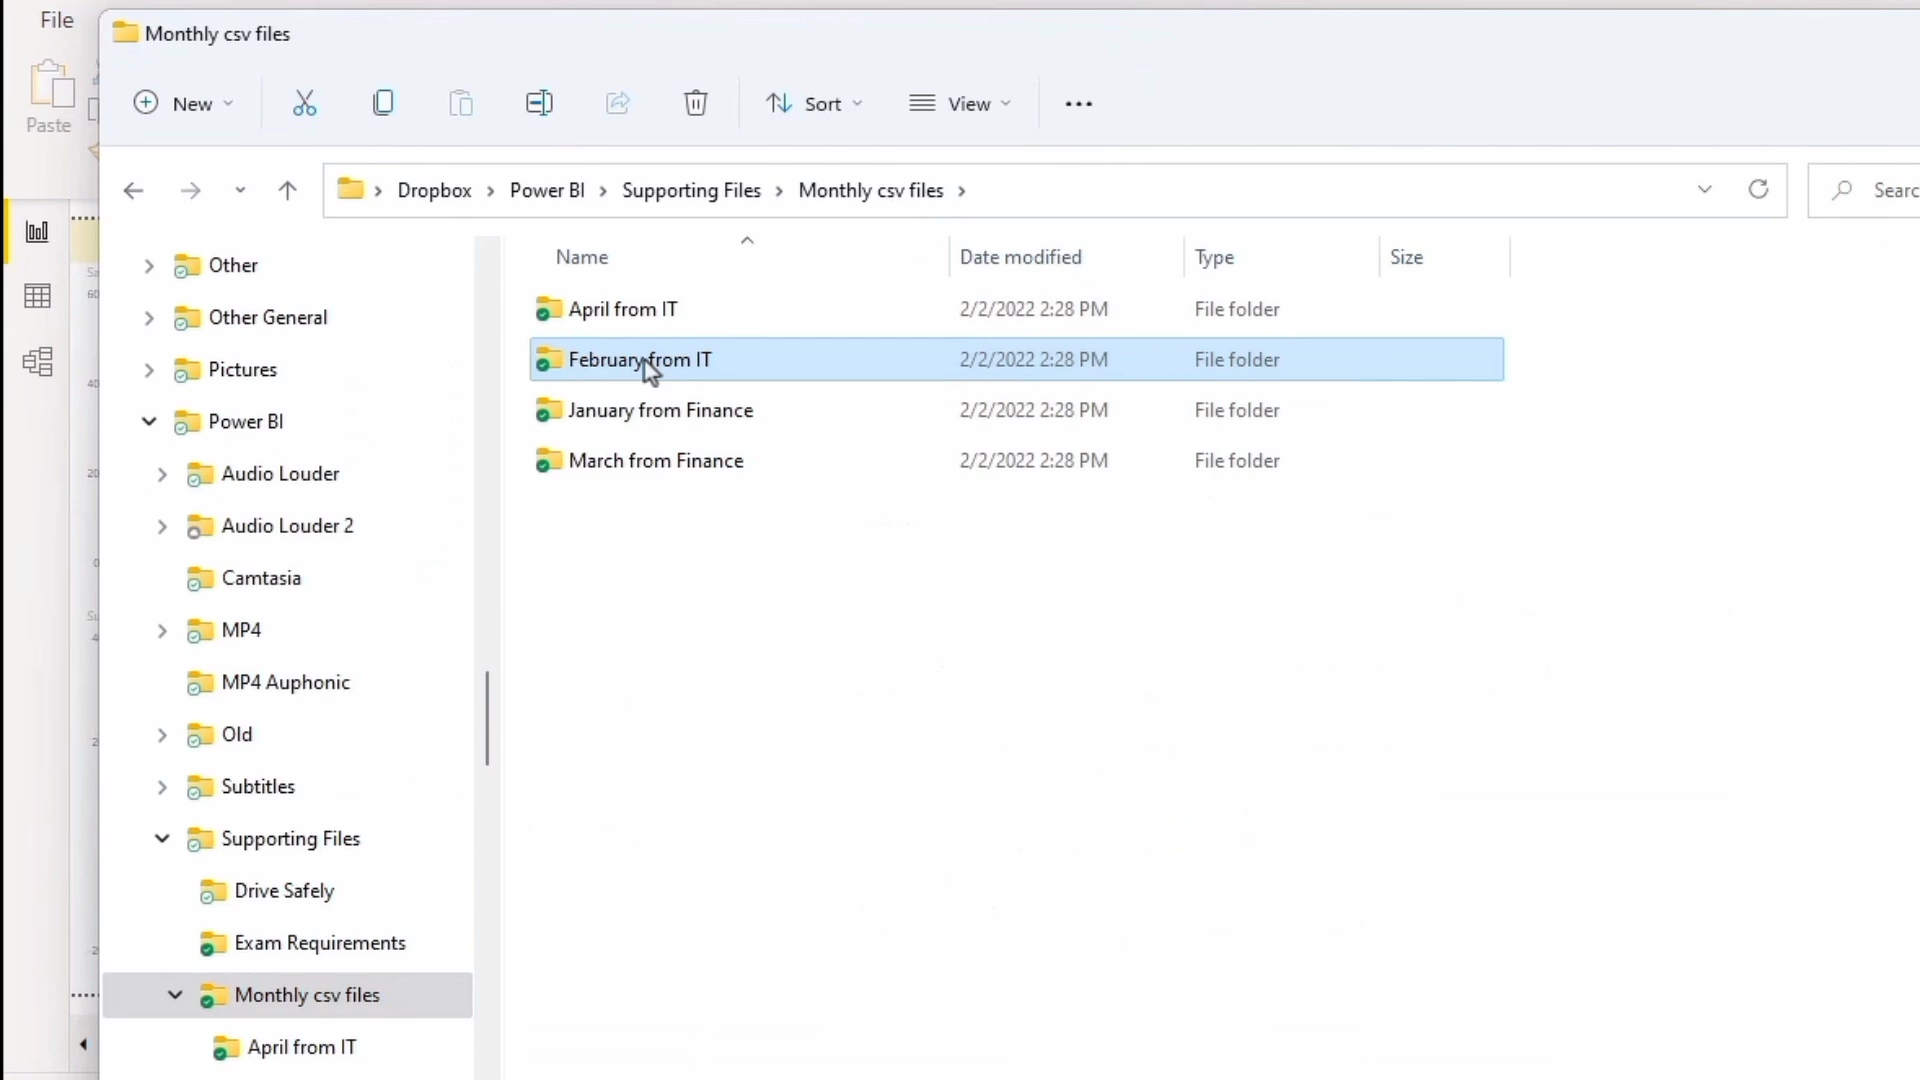 File
Monthly csv files
New
Sort
View
Paste
Dropbox
Power BI
Supporting Files
Monthly csv files
Searc
Name
Date modified
Type
Size
Other
April from IT
2/2/2022 2:28 PM
File folder
Other General
February from IT
2/2/2022 2:28 PM
File folder
Pictures
January from Finance
2/2/2022 2:28 PM
File folder
Power BI
March from Finance
2/2/2022 2:28 PM
File folder
Audio Louder
Audio Louder 2
Camtasia
MP4
MP4 Auphonic
Old
Subtitles
Supporting Files
Drive Safely
Exam Requirements
Monthly csv files
April from IT
60
40
20
0